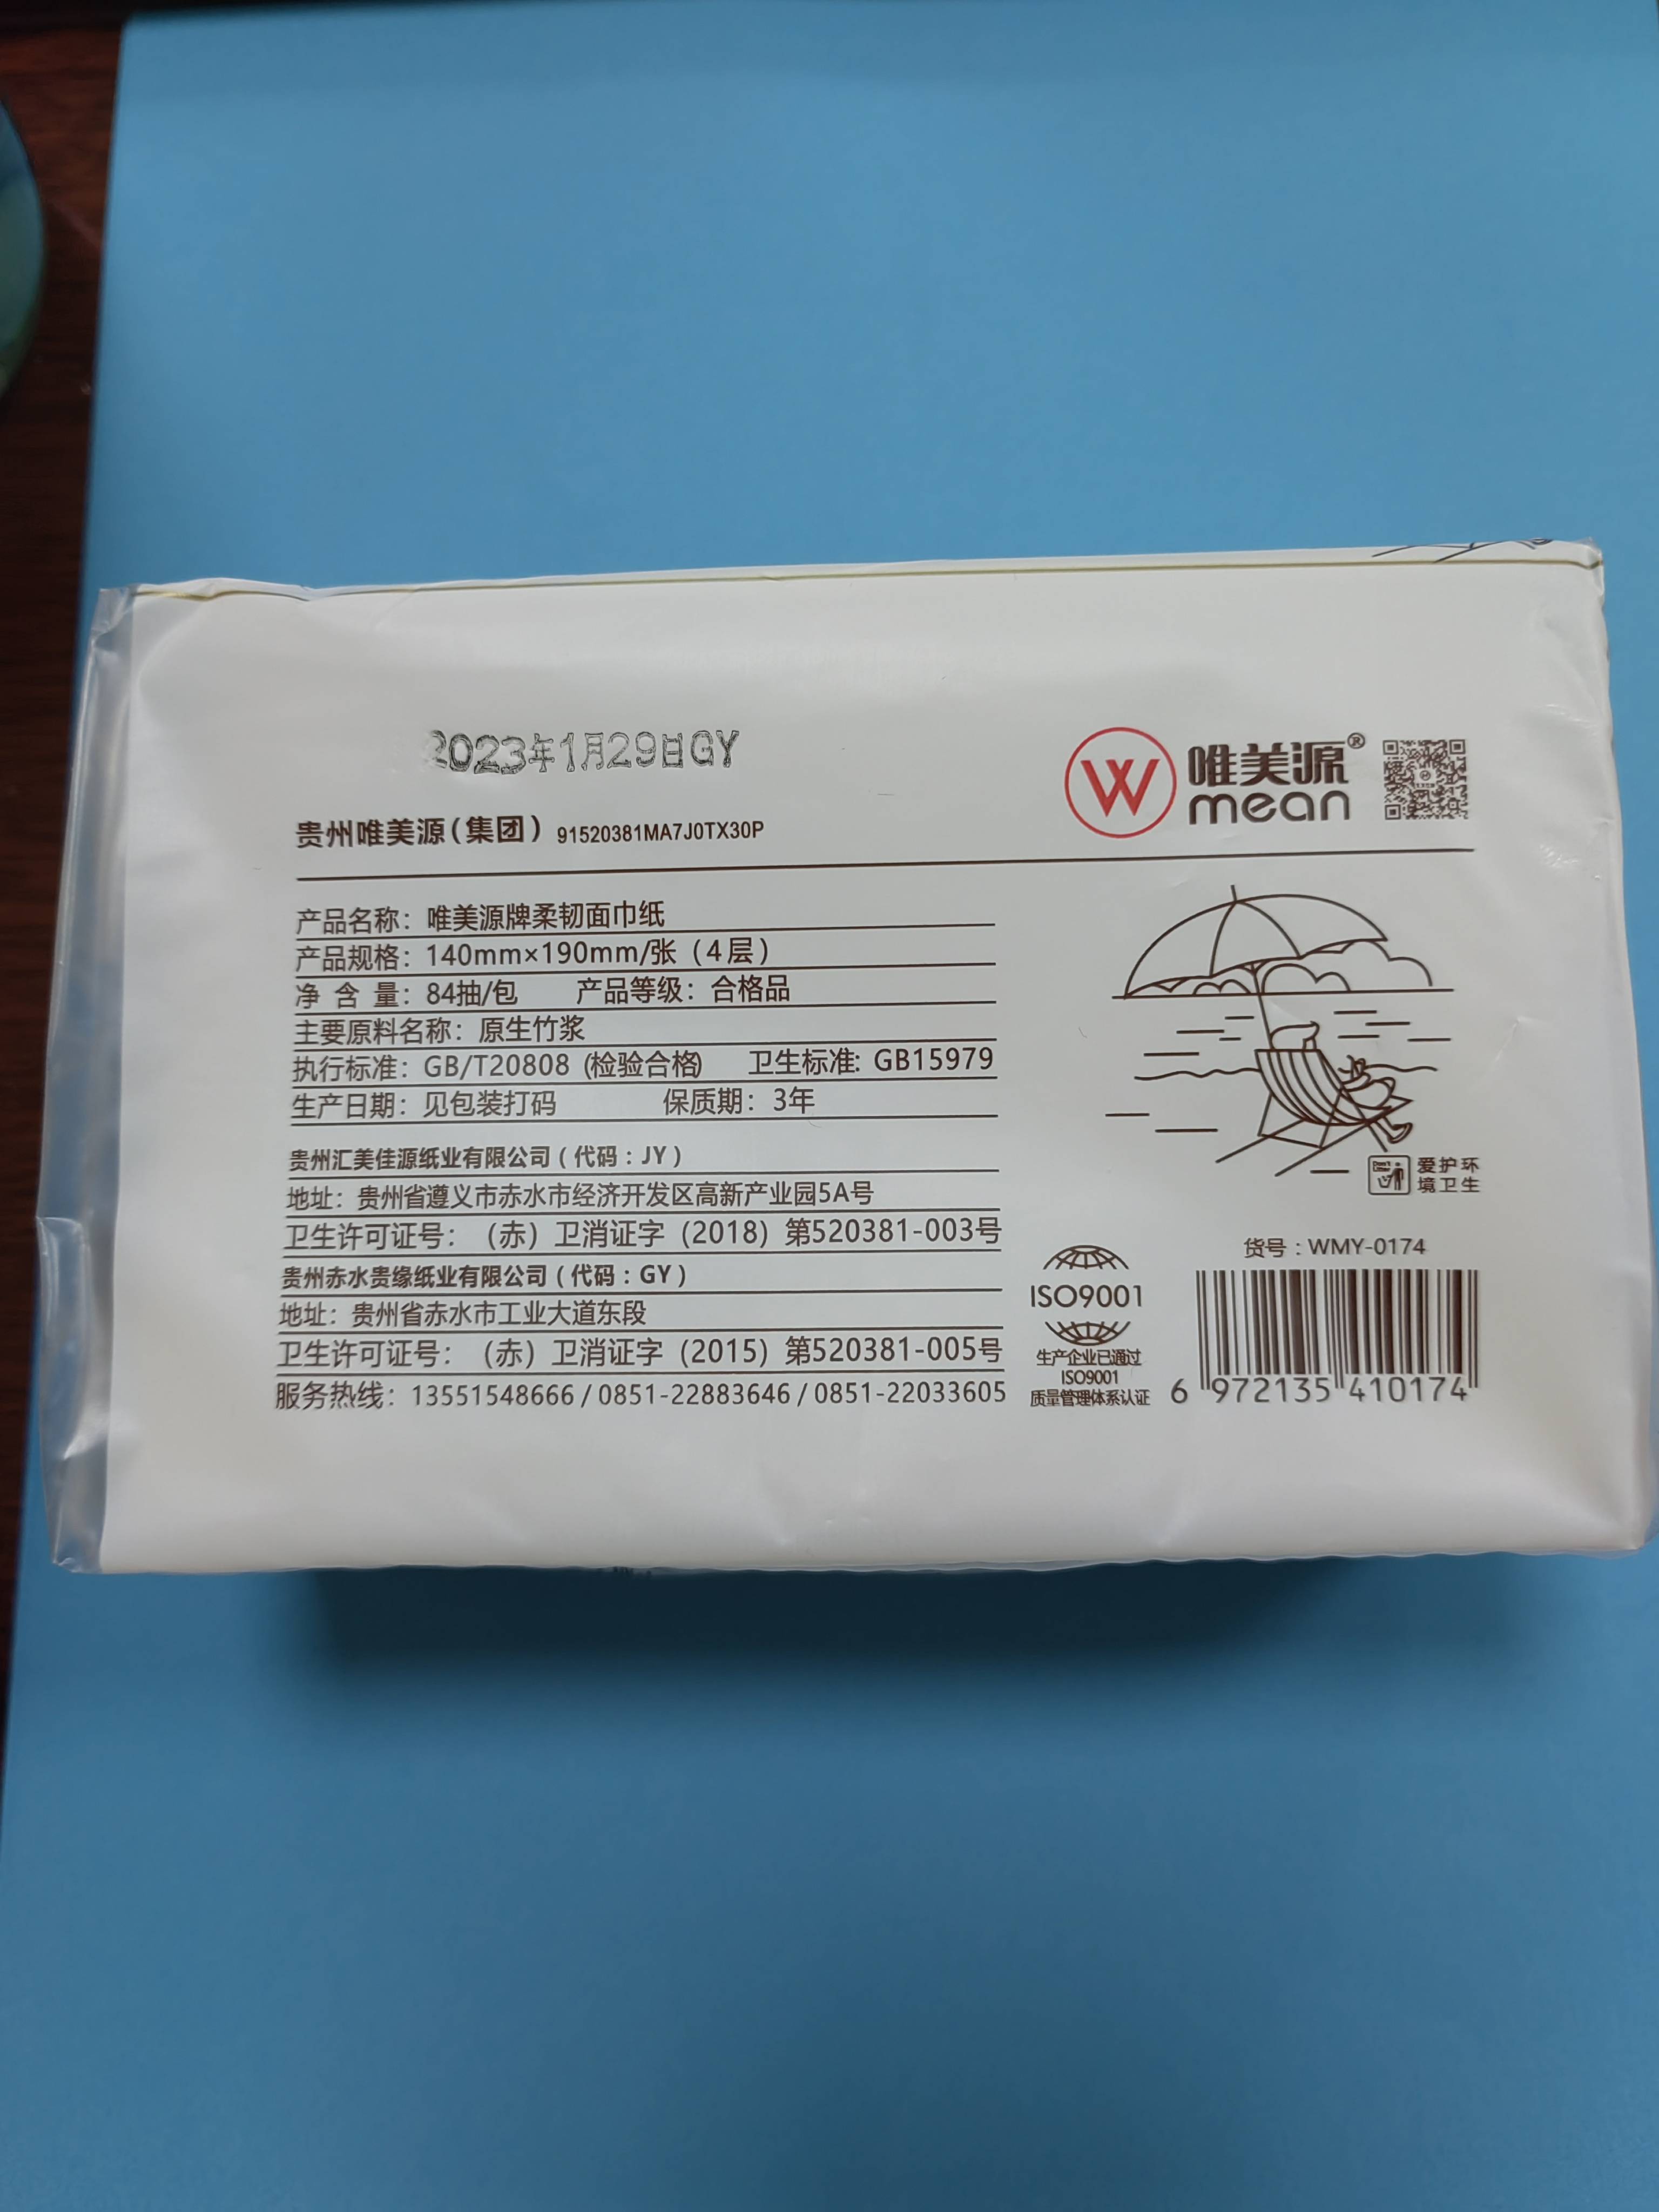 2023年1月29日GY
唯美源®
mean
贵州唯美源(集团) 91520381MA7J0TX30P
产品名称：唯美源牌柔韧面巾纸
产品规格：140mm×190mm/张（4层）
净 含 量：84抽/包 产品等级：合格品
主要原料名称：原生竹浆
执行标准：GB/T20808 (检验合格) 卫生标准: GB15979
生产日期：见包装打码 保质期：3年
贵州汇美佳源纸业有限公司(代码:JY)
地址：贵州省遵义市赤水市经济开发区高新产业园5A号
卫生许可证号：（赤）卫消证字（2018）第520381-003号
贵州赤水贵缘纸业有限公司(代码:GY)
地址：贵州省赤水市工业大道东段
卫生许可证号：（赤）卫消证字（2015）第520381-005号
服务热线：13551548666 / 0851-22883646 / 0851-22033605
爱护环
境卫生
ISO9001
生产企业已通过
ISO9001
质量管理体系认证
货号:WMY-0174
6 972135 410174